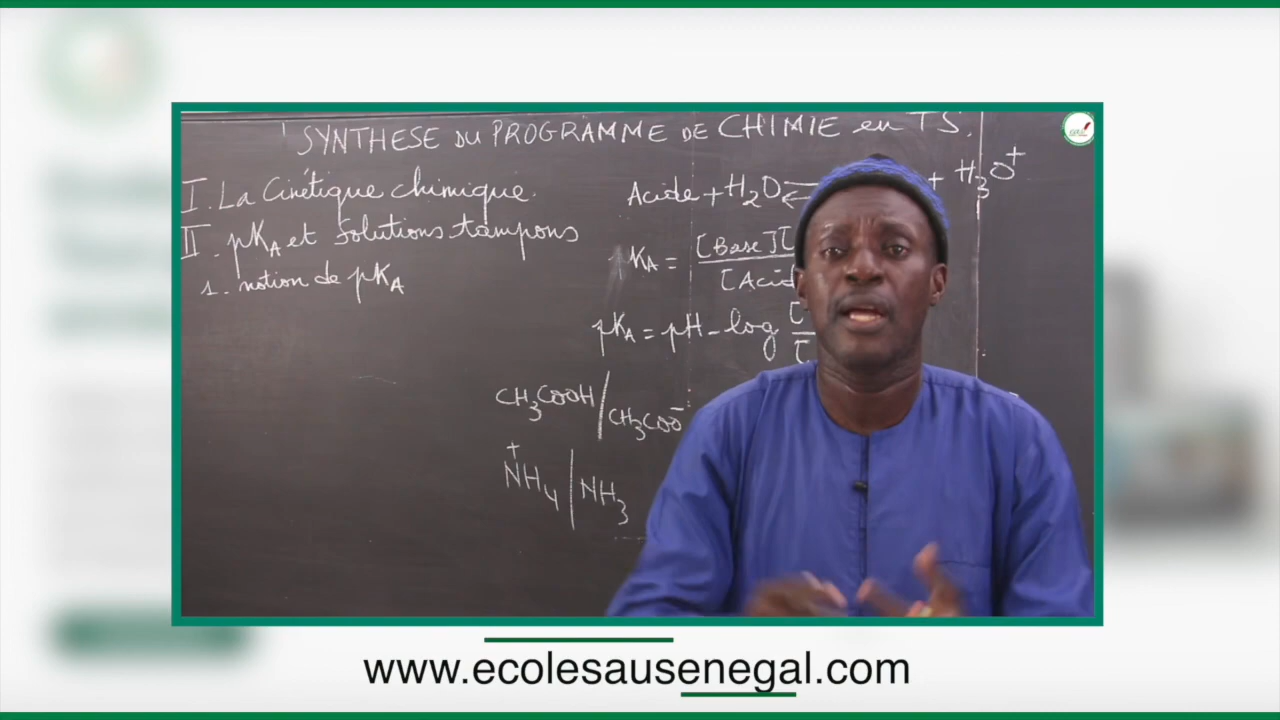 SYNTHESE DU PROGRAMME DE CHIMIE en TS.
I. La Cinétique chimique.
II. pKA et Solutions tampons
1. notion de pKA
Acide + H2O ⇌ + H3O+
KA = [Base][
[Acid
pKA = pH - log [
[
CH3COOH / CH3COO-
NH4+ / NH3
www.ecolesausenegal.com